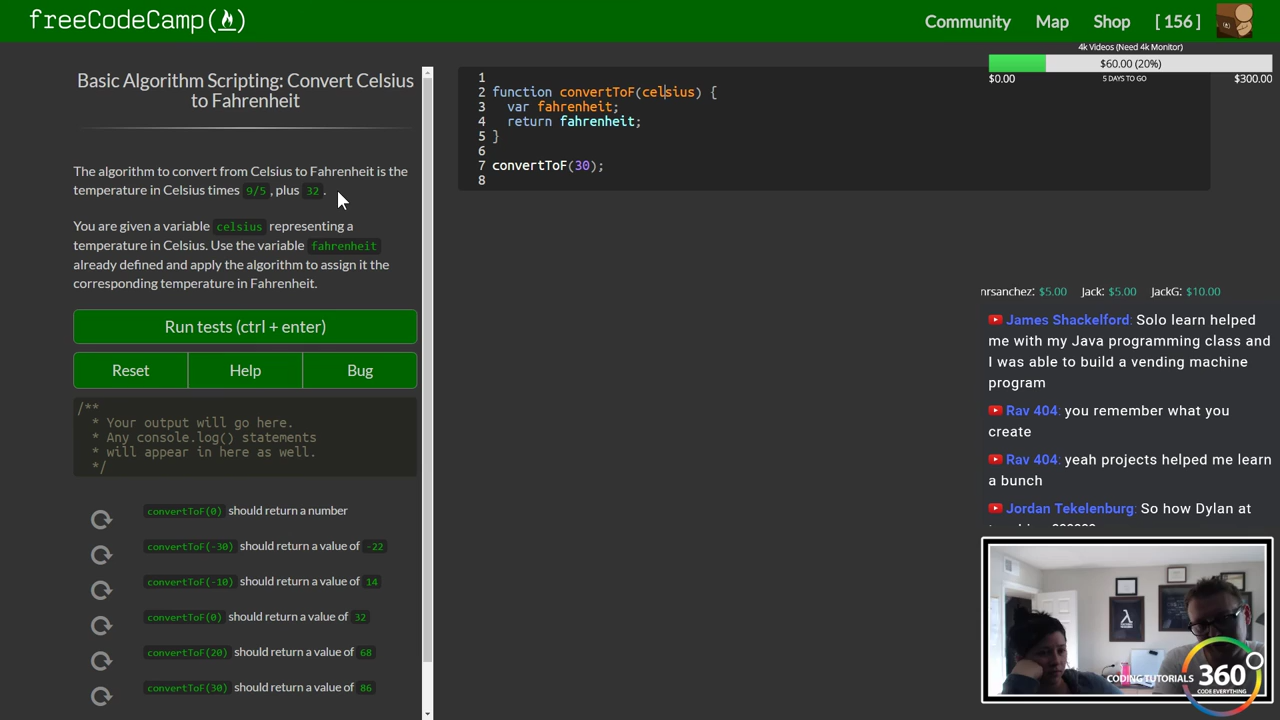 freeCodeCamp
Community Map Shop [ 156 ]
Basic Algorithm Scripting: Convert Celsius
to Fahrenheit
The algorithm to convert from Celsius to Fahrenheit is the
temperature in Celsius times 9/5, plus 32.
You are given a variable celsius representing a
temperature in Celsius. Use the variable fahrenheit
already defined and apply the algorithm to assign it the
corresponding temperature in Fahrenheit.
Run tests (ctrl + enter)
Reset Help Bug
/**
* Your output will go here.
* Any console.log() statements
* will appear in here as well.
*/
convertToF(0) should return a number
convertToF(-30) should return a value of -22
convertToF(-10) should return a value of 14
convertToF(0) should return a value of 32
convertToF(20) should return a value of 68
convertToF(30) should return a value of 86
1
2 function convertToF(celsius) {
3 var fahrenheit;
4 return fahrenheit;
5 }
6
7 convertToF(30);
8
4k Videos (Need 4k Monitor)
$60.00 (20%)
$0.00 5 DAYS TO GO $300.00
nrsanchez: $5.00 Jack: $5.00 JackG: $10.00
James Shackelford: Solo learn helped
me with my Java programming class and
I was able to build a vending machine
program
Rav 404: you remember what you
create
Rav 404: yeah projects helped me learn
a bunch
Jordan Tekelenburg: So how Dylan at
CODING TUTORIALS 360°
CODE EVERYTHING